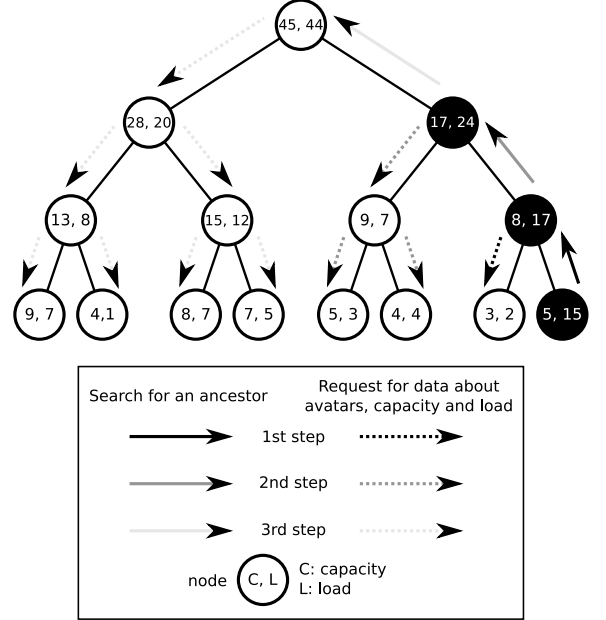 45, 44
28, 20
17, 24
13, 8
15, 12
9, 7
8, 17
9, 7
4,1
8, 7
7, 5
5, 3
4, 4
3, 2
5, 15
Search for an ancestor
Request for data about
avatars, capacity and load
1st step
2nd step
3rd step
node
C, L
C: capacity
L: load